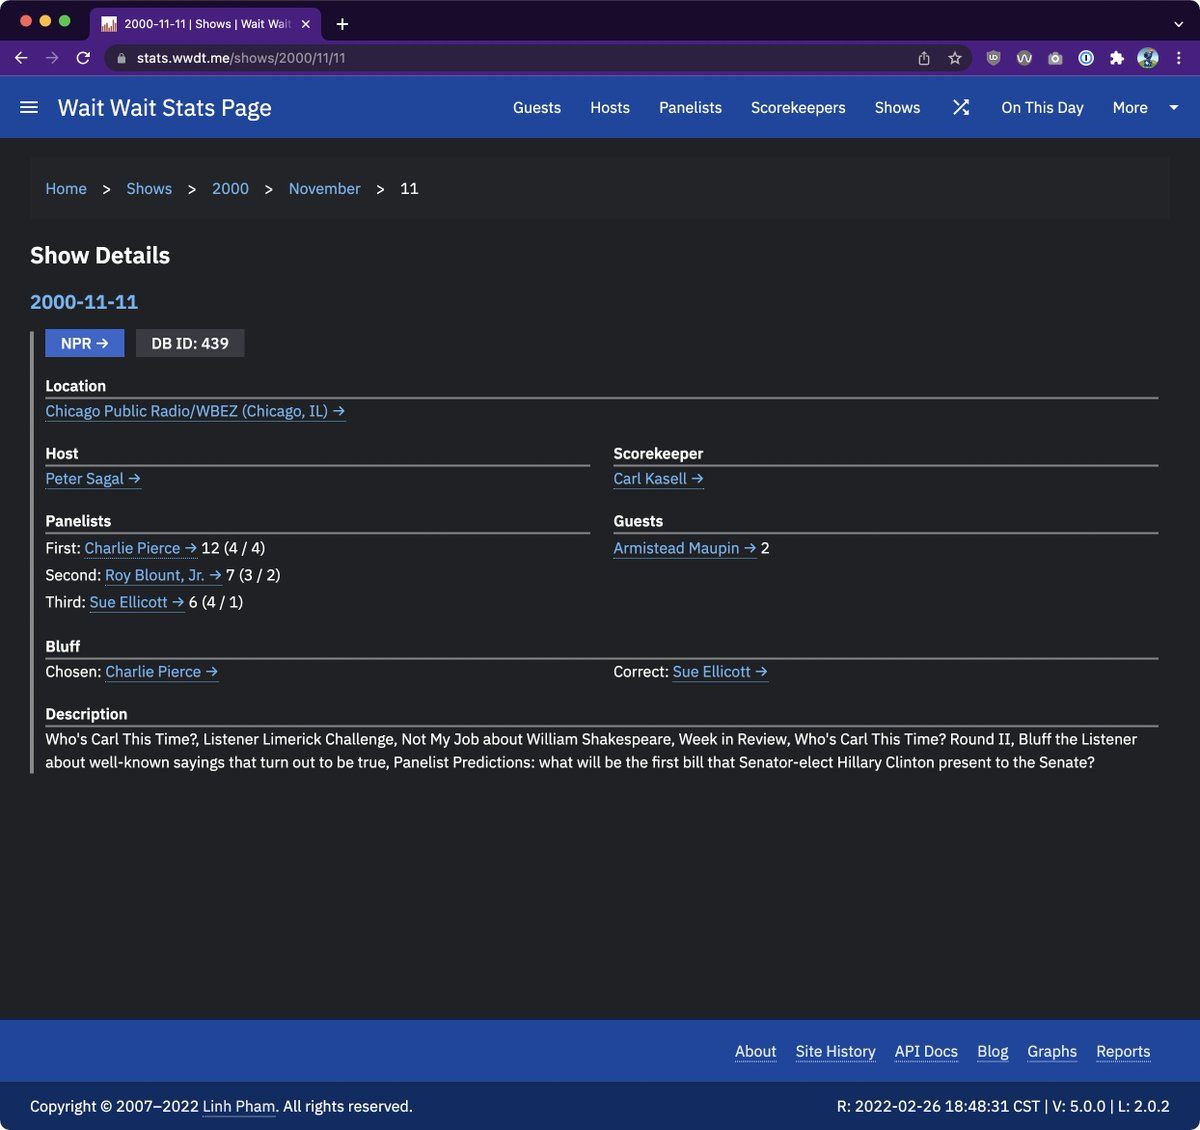 2000-11-11 | Shows | Wait Wait
stats.wwdt.me/shows/2000/11/11
Wait Wait Stats Page
Guests Hosts Panelists Scorekeepers Shows On This Day More
Home > Shows > 2000 > November > 11
Show Details
2000-11-11
NPR → DB ID: 439
Location
Chicago Public Radio/WBEZ (Chicago, IL) →
Host
Peter Sagal →
Scorekeeper
Carl Kasell →
Panelists
First: Charlie Pierce → 12 (4 / 4)
Second: Roy Blount, Jr. → 7 (3 / 2)
Third: Sue Ellicott → 6 (4 / 1)
Guests
Armistead Maupin → 2
Bluff
Chosen: Charlie Pierce →
Correct: Sue Ellicott →
Description
Who's Carl This Time?, Listener Limerick Challenge, Not My Job about William Shakespeare, Week in Review, Who's Carl This Time? Round II, Bluff the Listener
about well-known sayings that turn out to be true, Panelist Predictions: what will be the first bill that Senator-elect Hillary Clinton present to the Senate?
About Site History API Docs Blog Graphs Reports
Copyright © 2007–2022 Linh Pham. All rights reserved.
R: 2022-02-26 18:48:31 CST | V: 5.0.0 | L: 2.0.2